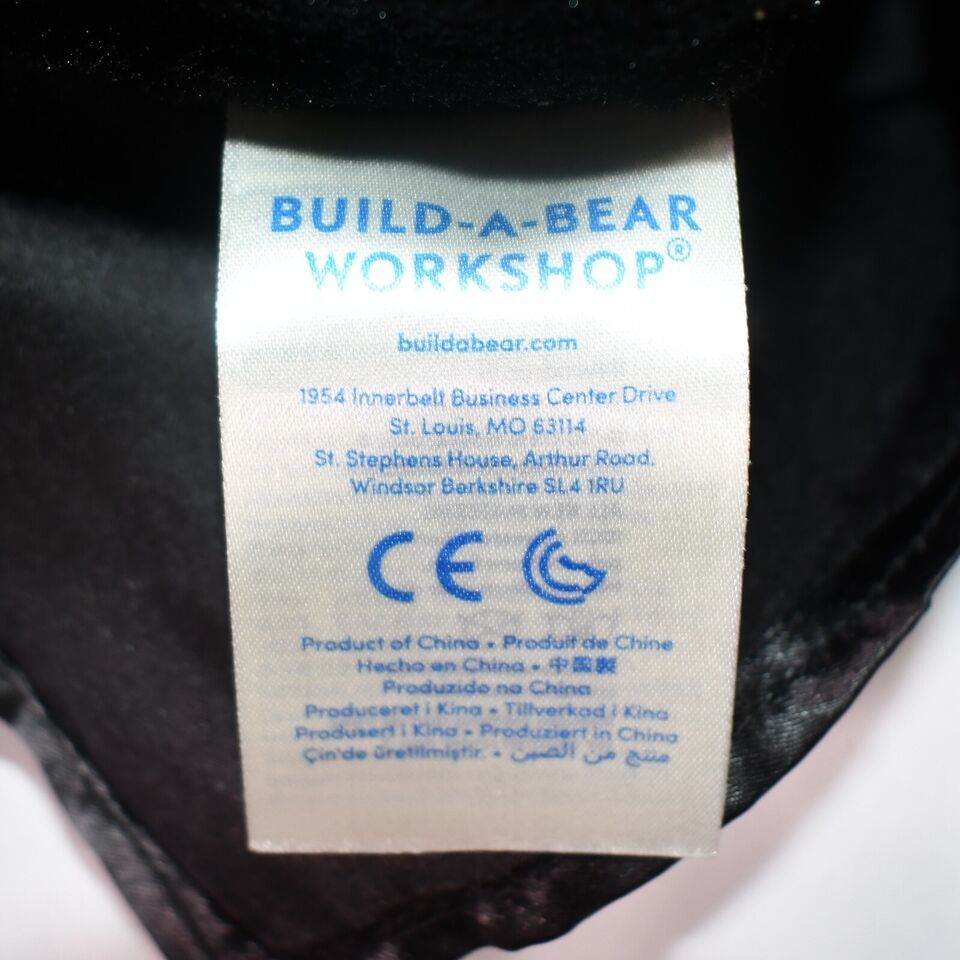 BUILD-A-BEAR
WORKSHOP®
buildabear.com
1954 Innerbelt Business Center Drive
St. Louis, MO 63114
St. Stephens House, Arthur Road.
Windsor Berkshire SL4 1RU
CE
Product of China • Produit de Chine
Hecho en China • 中國製
Produzido na China
Produceret i Kina • Tillverkad i Kina
Produsert i Kina • Produziert in China
Çin'de üretilmiştir. • منتج من الصين